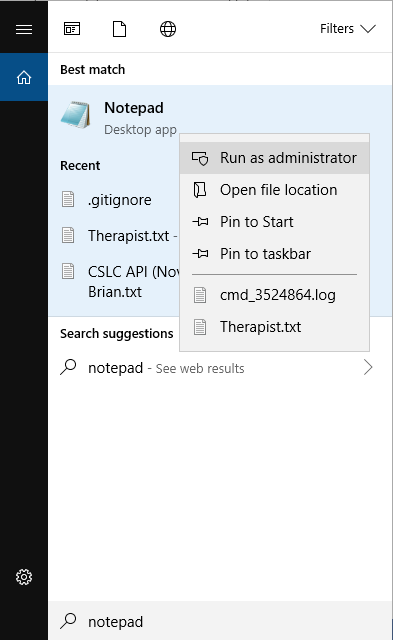 Filters
Best match
Notepad
Desktop app
Recent
.gitignore
Therapist.txt -
CSLC API (Nov
Brian.txt
Run as administrator
Open file location
Pin to Start
Pin to taskbar
cmd_3524864.log
Therapist.txt
Search suggestions
notepad - See web results
notepad